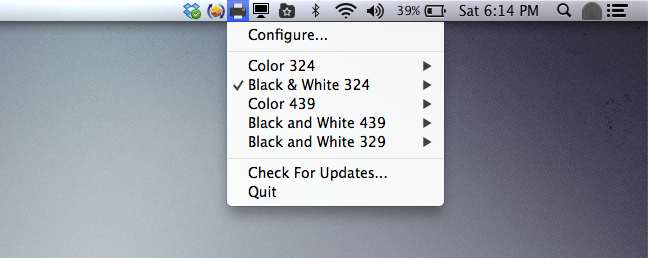 39% Sat 6:14 PM
Configure...
Color 324
Black & White 324
Color 439
Black and White 439
Black and White 329
Check For Updates...
Quit